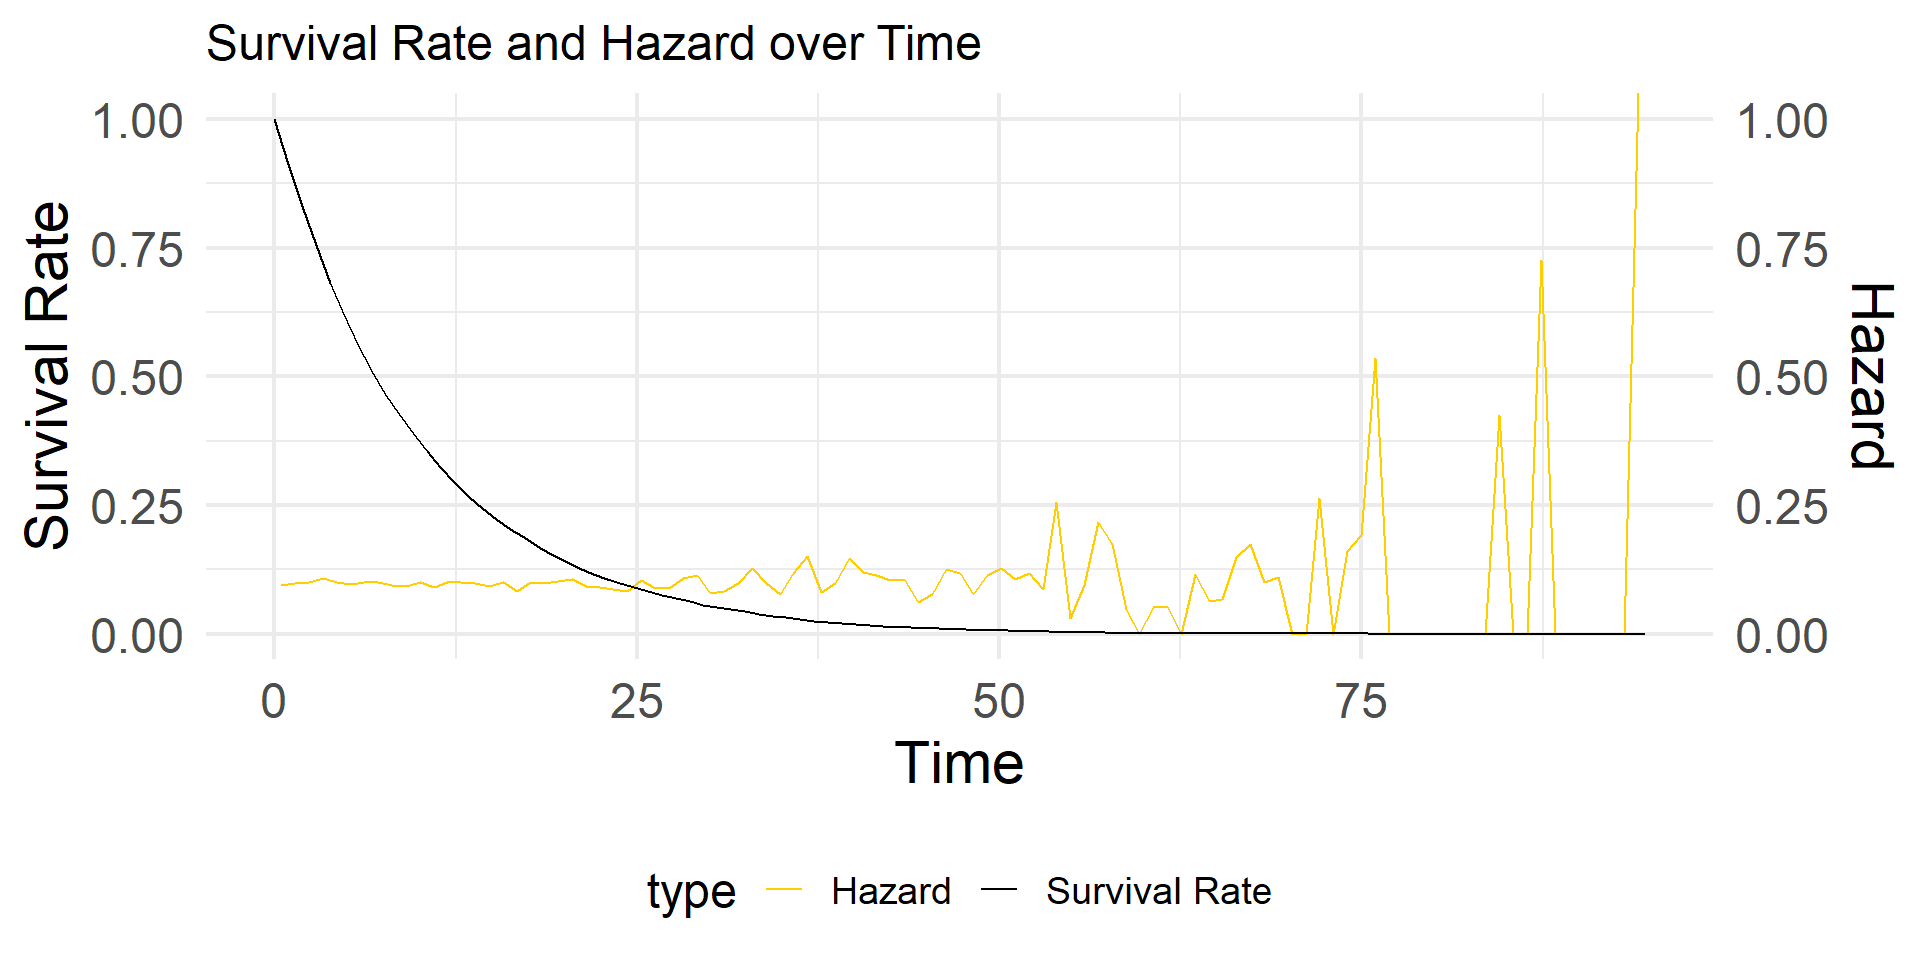 Survival Rate and Hazard over Time
Survival Rate
1.00
0.75
0.50
0.25
0.00
1.00
0.75
0.50
0.25
0.00
Hazard
0 25 50 75
Time
type Hazard Survival Rate